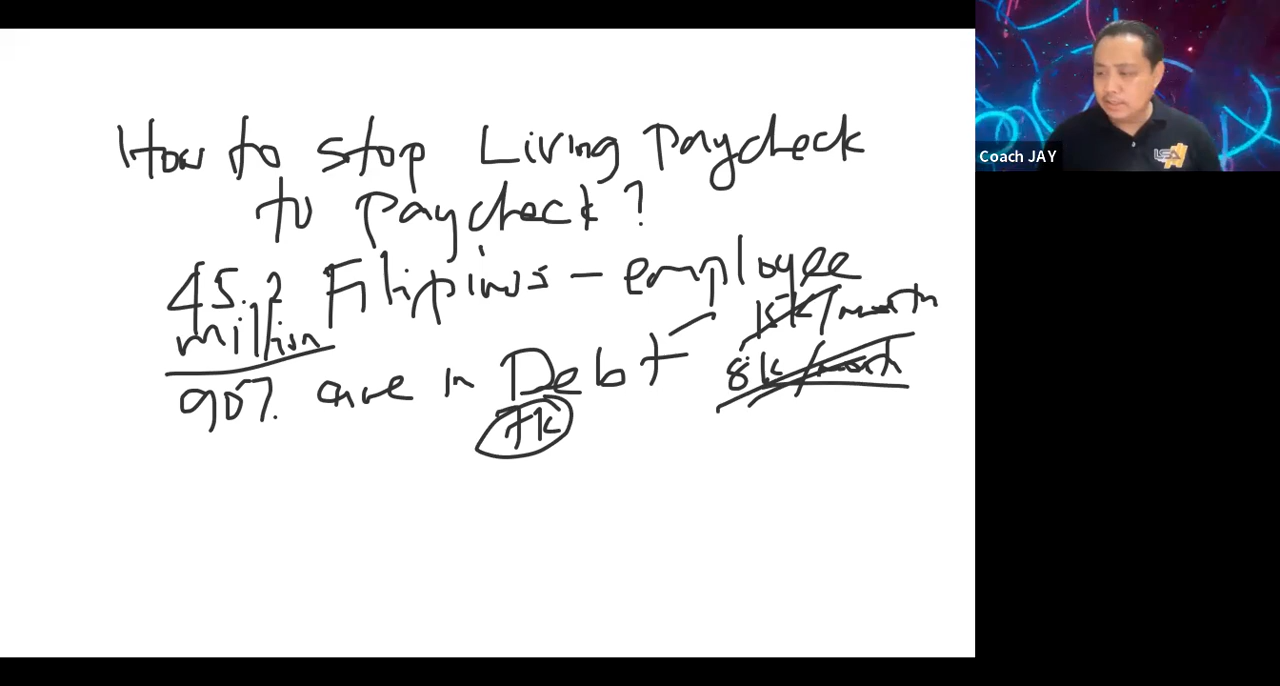 How to stop Living Paycheck
to Paycheck?
45.2 Filipinos - employee
million
15k/month
90% are in Debt
8k/month
7k
Coach JAY
LSA